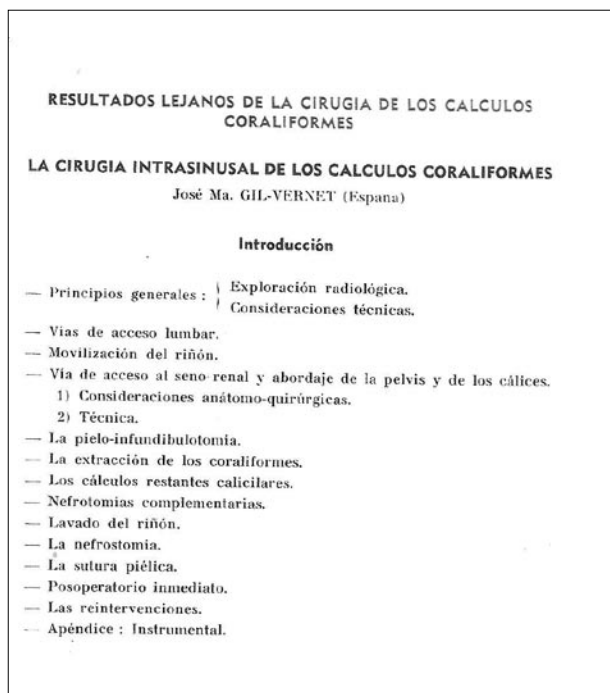 RESULTADOS LEJANOS DE LA CIRUGIA DE LOS CALCULOS
CORALIFORMES
LA CIRUGIA INTRASINUSAL DE LOS CALCULOS CORALIFORMES
José Ma. GIL-VERNET (Espana)
Introducción
— Principios generales : { Exploración radiológica.
Consideraciones técnicas.
— Vias de acceso lumbar.
— Movilización del riñón.
— Vía de acceso al seno renal y abordaje de la pelvis y de los cálices.
1) Consideraciones anátomo-quirúrgicas.
2) Técnica.
— La pielo-infundibulotomía.
— La extracción de los coraliformes.
— Los cálculos restantes calicilares.
— Nefrotomias complementarias.
— Lavado del riñón.
— La nefrostomia.
— La sutura piélica.
— Posoperatorio inmediato.
— Las reintervenciones.
— Apéndice : Instrumental.